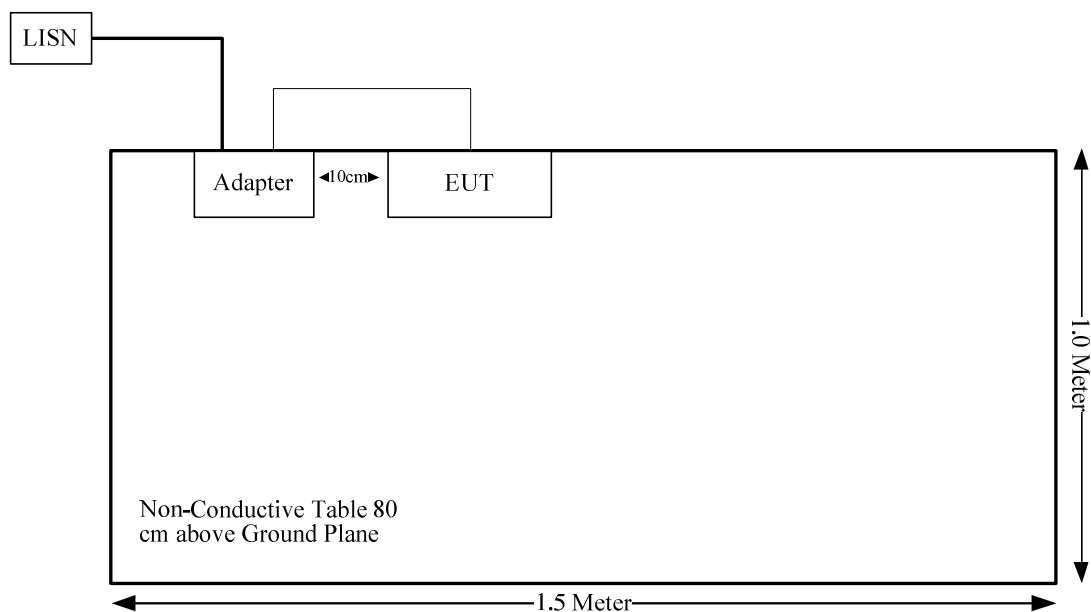 LISN
Adapter
10cm
EUT
1.0 Meter
Non-Conductive Table 80
cm above Ground Plane
1.5 Meter